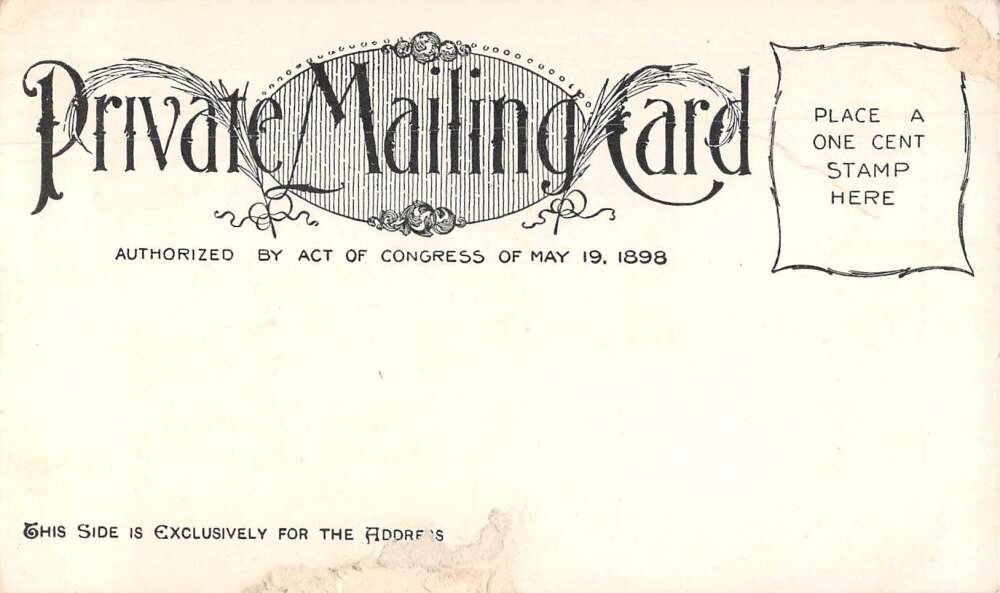 Private Mailing Card
PLACE A
ONE CENT
STAMP
HERE
AUTHORIZED BY ACT OF CONGRESS OF MAY 19, 1898
THIS SIDE IS EXCLUSIVELY FOR THE ADDRESS